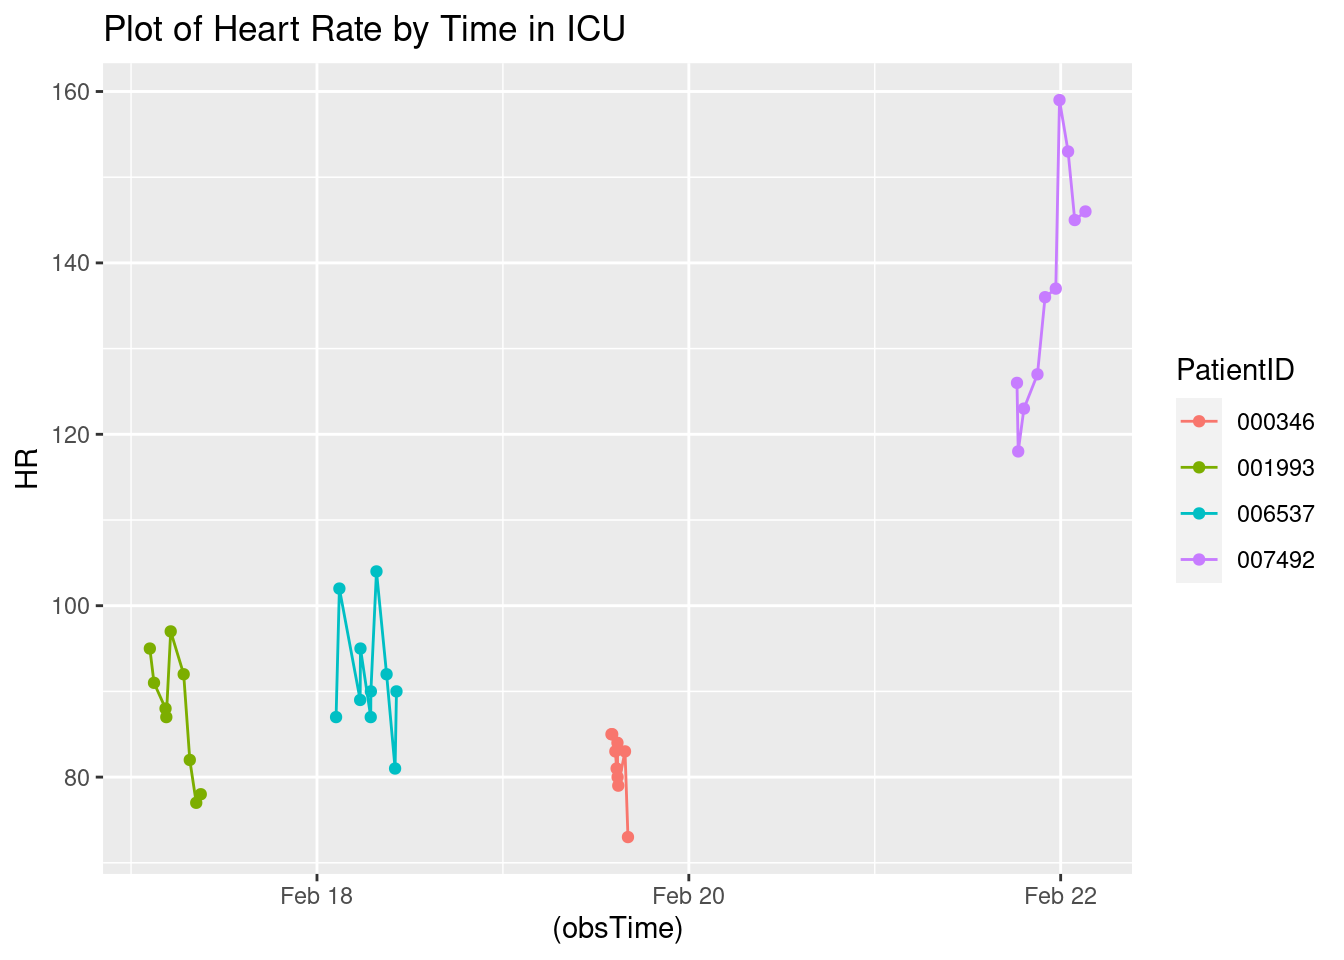 Plot of Heart Rate by Time in ICU
160
140
120
100
80
HR
Feb 18
Feb 20
Feb 22
(obsTime)
PatientID
000346
001993
006537
007492